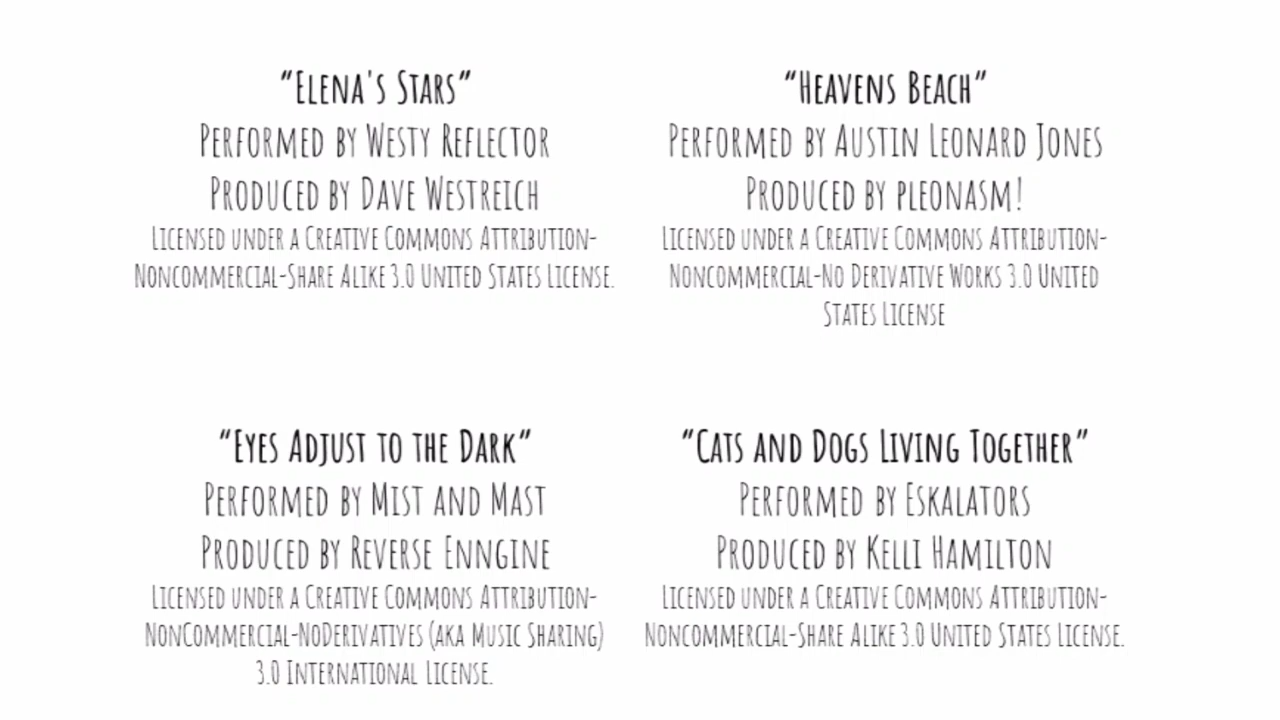 “Elena's Stars”
Performed by Westy Reflector
Produced by Dave Westreich
Licensed under a Creative Commons Attribution-
Noncommercial-Share Alike 3.0 United States License.
“Heavens Beach”
Performed by Austin Leonard Jones
Produced by pleonasm!
Licensed under a Creative Commons Attribution-
Noncommercial-No Derivative Works 3.0 United
States License
“Eyes Adjust to the Dark”
Performed by Mist and Mast
Produced by Reverse Enngine
Licensed under a Creative Commons Attribution-
NonCommercial-NoDerivatives (aka Music Sharing)
3.0 International License.
“Cats and Dogs Living Together”
Performed by Eskalators
Produced by Kelli Hamilton
Licensed under a Creative Commons Attribution-
Noncommercial-Share Alike 3.0 United States License.